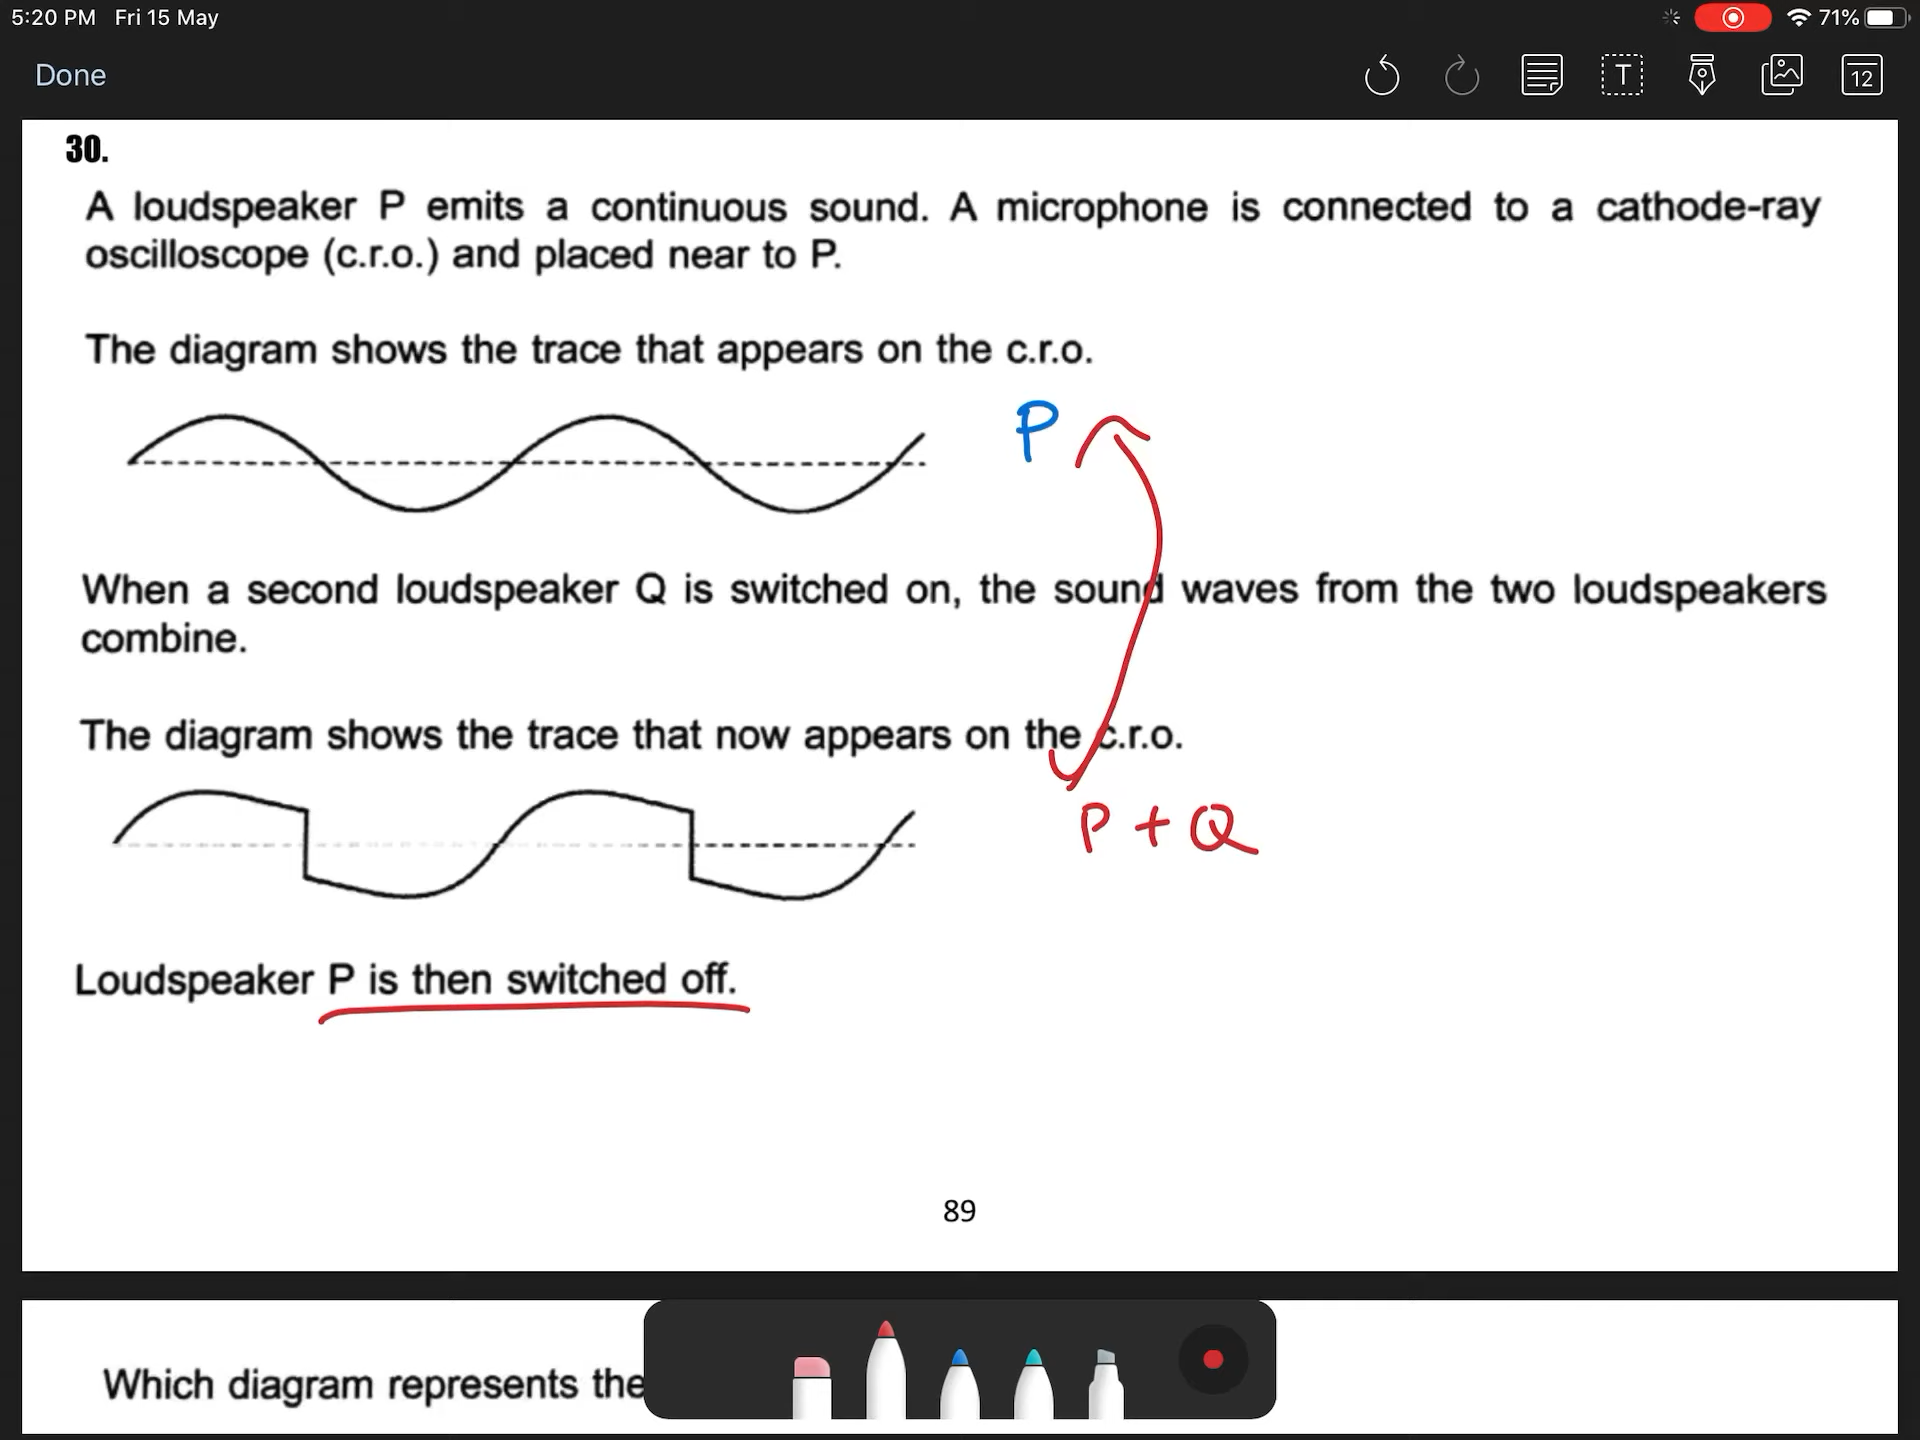 5:20 PM Fri 15 May
71%
Done
T
12
30.
A loudspeaker P emits a continuous sound. A microphone is connected to a cathode-ray
oscilloscope (c.r.o.) and placed near to P.
The diagram shows the trace that appears on the c.r.o.
P
When a second loudspeaker Q is switched on, the sound waves from the two loudspeakers
combine.
The diagram shows the trace that now appears on the c.r.o.
P + Q
Loudspeaker P is then switched off.
89
Which diagram represents the